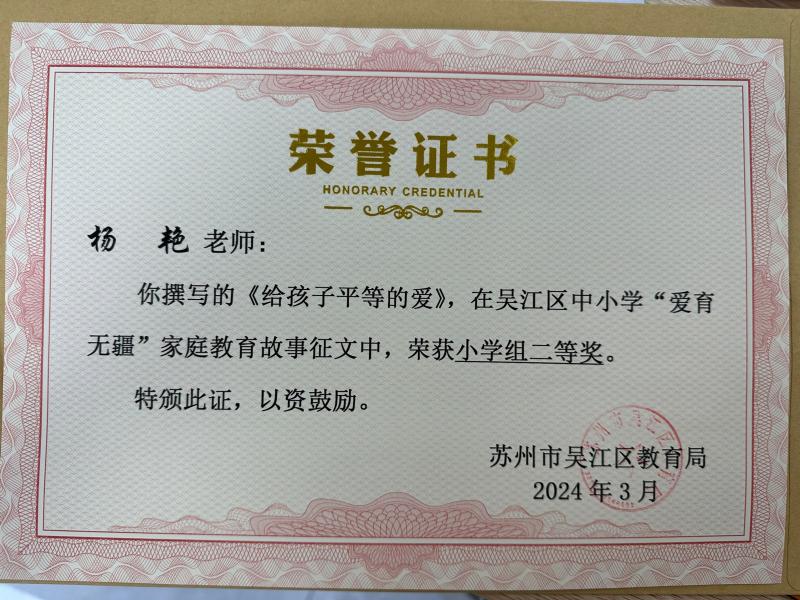 荣誉证书
HONORARY CREDENTIAL
杨 艳 老师：
你撰写的《给孩子平等的爱》，在吴江区中小学“爱育
无疆”家庭教育故事征文中，荣获小学组二等奖。
特颁此证，以资鼓励。
苏州市吴江区教育局
2024 年 3 月